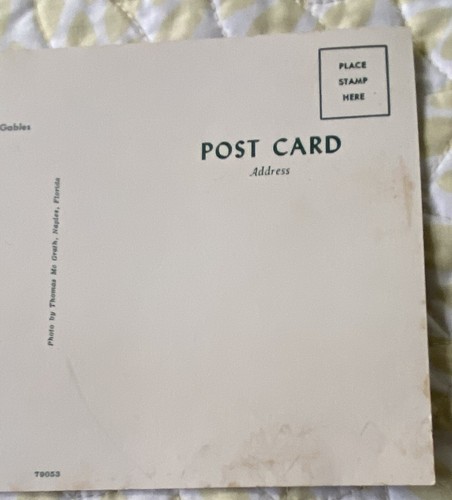 PLACE
STAMP
HERE
Gables
POST CARD
Address
Photo by Thomas Mc Grath, Naples, Florida
T9053